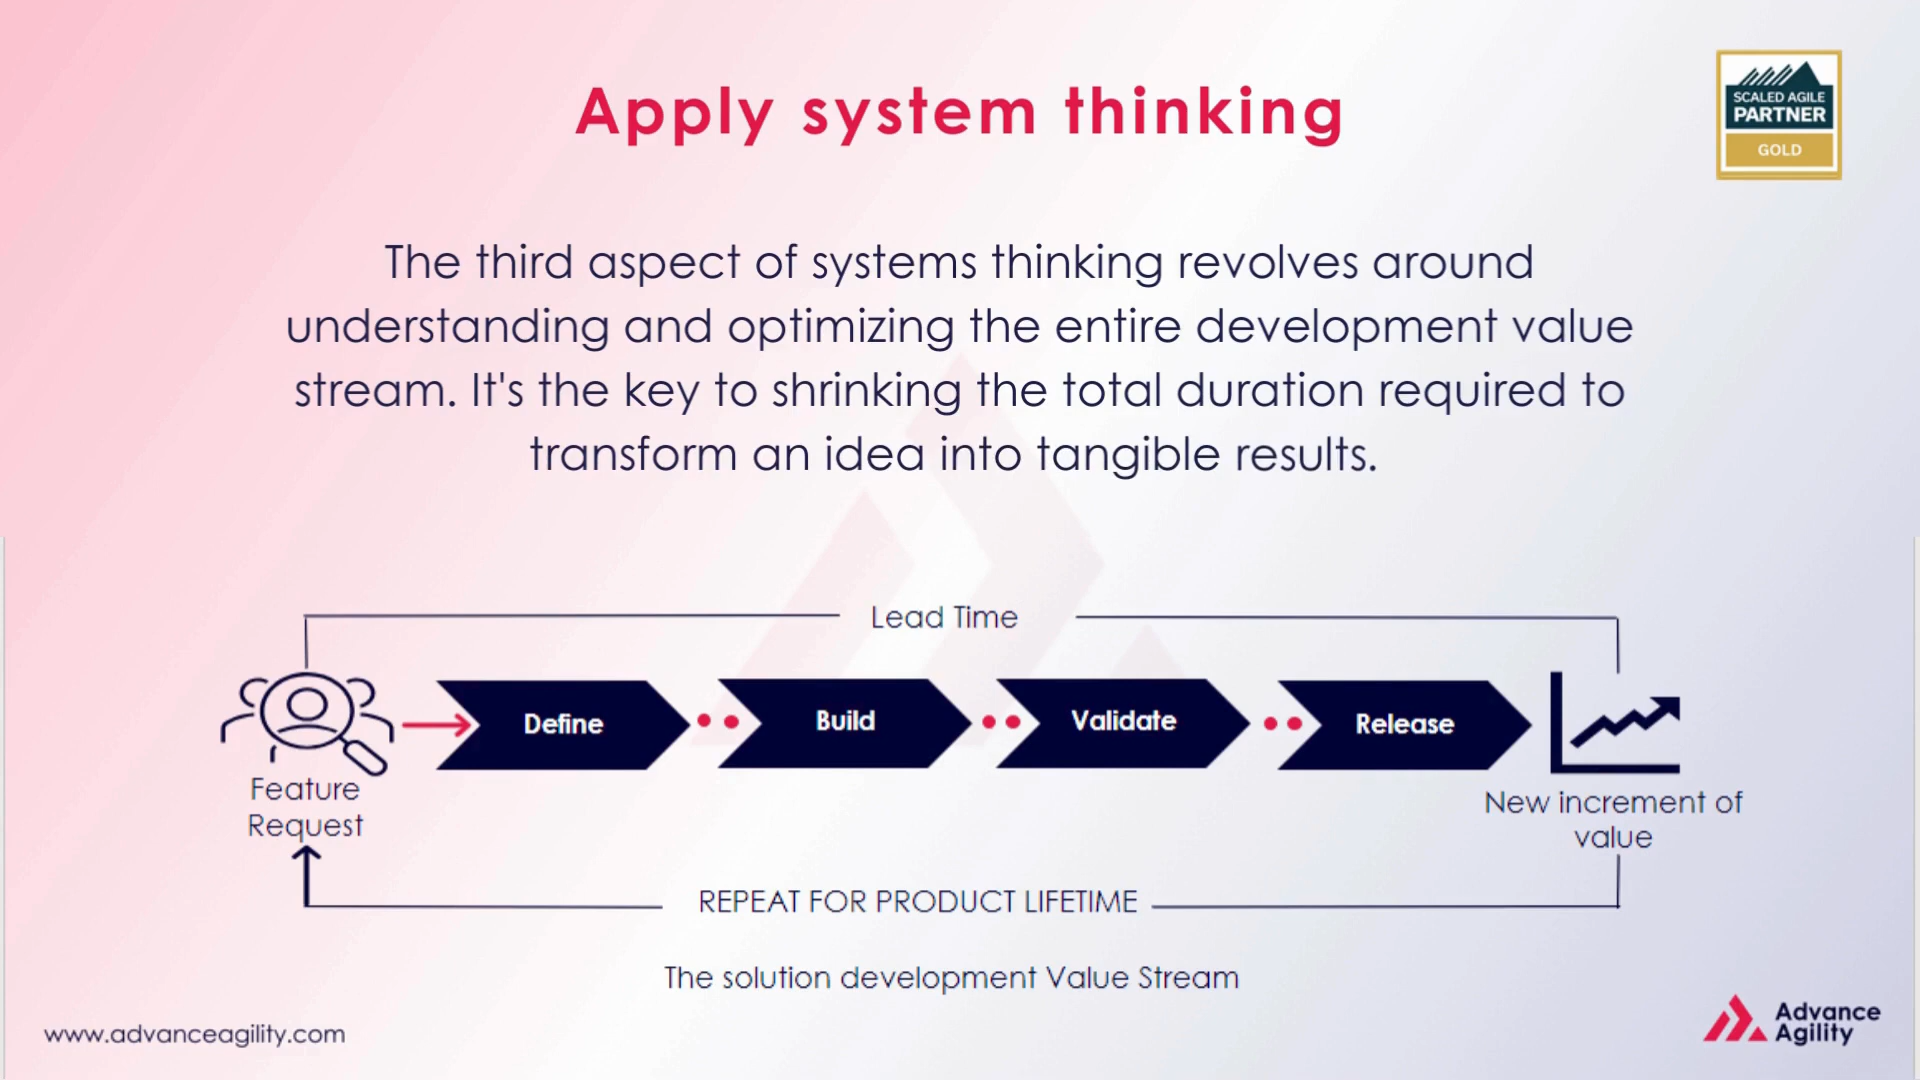 Apply system thinking
SCALED AGILE
PARTNER
GOLD
The third aspect of systems thinking revolves around
understanding and optimizing the entire development value
stream. It's the key to shrinking the total duration required to
transform an idea into tangible results.
Lead Time
Define
Build
Validate
Release
Feature
Request
New increment of
value
REPEAT FOR PRODUCT LIFETIME
The solution development Value Stream
www.advanceagility.com
Advance
Agility